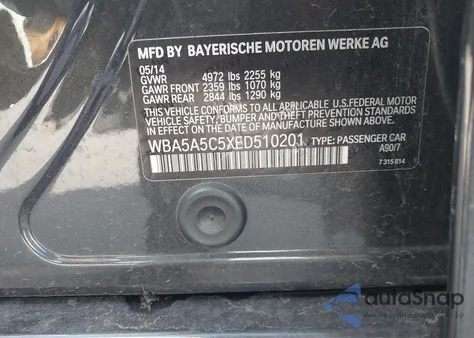 MFD BY BAYERISCHE MOTOREN WERKE AG
05/14
GVWR 4972 lbs 2255 kg
GAWR FRONT 2359 lbs 1070 kg
GAWR REAR 2844 lbs 1290 kg
THIS VEHICLE CONFORMS TO ALL APPLICABLE U.S.FEDERAL MOTOR
VEHICLE SAFETY, BUMPER AND THEFT PREVENTION STANDARDS
IN EFFECT ON THE DATE OF MANUFACTURE SHOWN ABOVE.
WBA5A5C5XED510201 TYPE: PASSENGER CAR
A90/7
7 315 814
autoShop